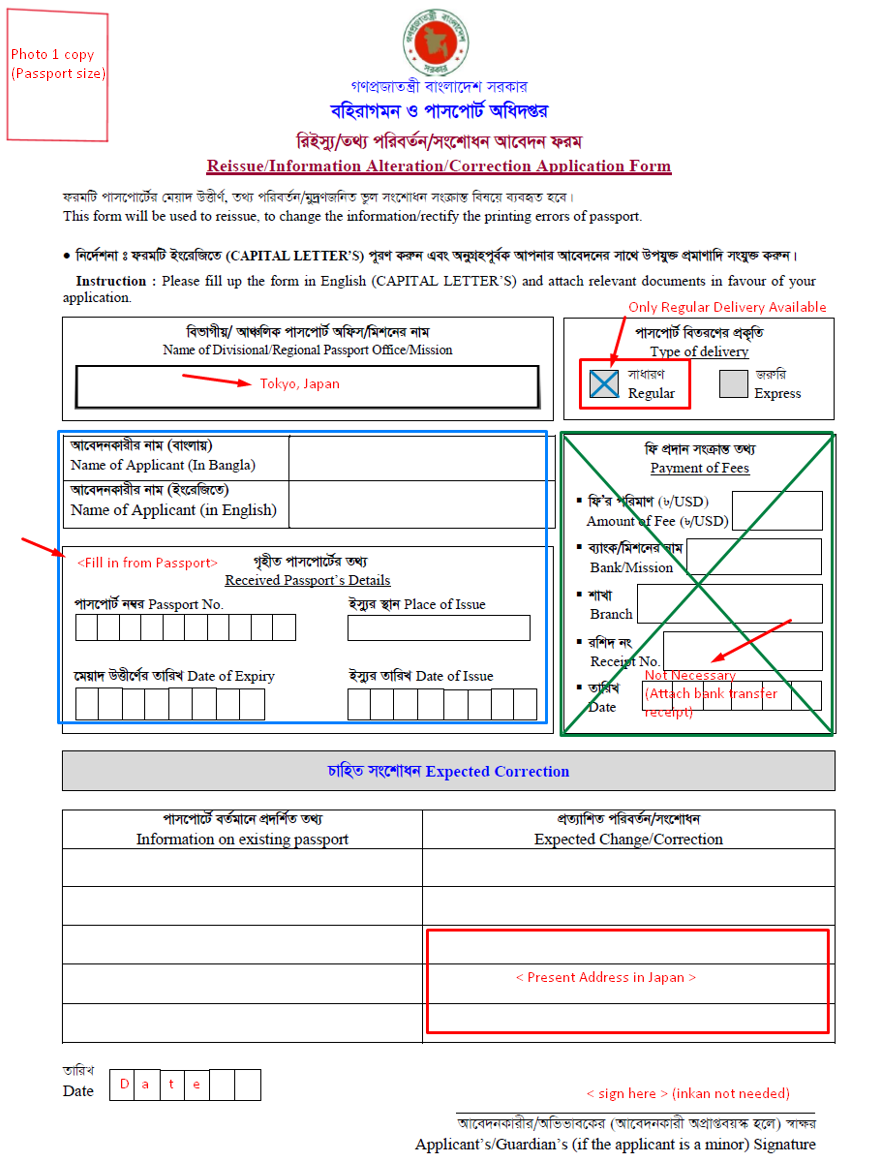 Photo 1 copy
(Passport size)
গণপ্রজাতন্ত্রী বাংলাদেশ
সরকার
গণপ্রজাতন্ত্রী বাংলাদেশ সরকার
বহিরাগমন ও পাসপোর্ট অধিদপ্তর
রিইস্যু/তথ্য পরিবর্তন/সংশোধন আবেদন ফরম
Reissue/Information Alteration/Correction Application Form
ফরমটি পাসপোর্টের মেয়াদ উত্তীর্ণ, তথ্য পরিবর্তন/মুদ্রণজনিত ভুল সংশোধন সংক্রান্ত বিষয়ে ব্যবহৃত হবে।
This form will be used to reissue, to change the information/rectify the printing errors of passport.
● নির্দেশনা ঃ ফরমটি ইংরেজিতে (CAPITAL LETTER'S) পূরণ করুন এবং অনুগ্রহপূর্বক আপনার আবেদনের সাথে উপযুক্ত প্রমাণাদি সংযুক্ত করুন।
Instruction : Please fill up the form in English (CAPITAL LETTER'S) and attach relevant documents in favour of your
application.
Only Regular Delivery Available
বিভাগীয়/ আঞ্চলিক পাসপোর্ট অফিস/মিশনের নাম
Name of Divisional/Regional Passport Office/Mission
Tokyo, Japan
পাসপোর্ট বিতরণের প্রকৃতি
Type of delivery
সাধারণ
Regular
জরুরি
Express
আবেদনকারীর নাম (বাংলায়)
Name of Applicant (In Bangla)
আবেদনকারীর নাম (ইংরেজিতে)
Name of Applicant (in English)
<Fill in from Passport>
গৃহীত পাসপোর্টের তথ্য
Received Passport's Details
পাসপোর্ট নম্বর Passport No.
ইস্যুর স্থান Place of Issue
মেয়াদ উত্তীর্ণের তারিখ Date of Expiry
ইস্যুর তারিখ Date of Issue
ফি প্রদান সংক্রান্ত তথ্য
Payment of Fees
▪ ফি'র পরিমাণ (৳/USD)
Amount of Fee (৳/USD)
▪ ব্যাংক/মিশনের নাম
Bank/Mission
▪ শাখা
Branch
▪ রশিদ নং
Receipt No.
▪ তারিখ
Date
Not Necessary
(Attach bank transfer
receipt)
চাহিত সংশোধন Expected Correction
পাসপোর্টে বর্তমানে প্রদর্শিত তথ্য
Information on existing passport
প্রত্যাশিত পরিবর্তন/সংশোধন
Expected Change/Correction
< Present Address in Japan >
তারিখ
Date
D a t e
< sign here > (inkan not needed)
আবেদনকারীর/অভিভাবকের (আবেদনকারী অপ্রাপ্তবয়স্ক হলে) স্বাক্ষর
Applicant's/Guardian's (if the applicant is a minor) Signature